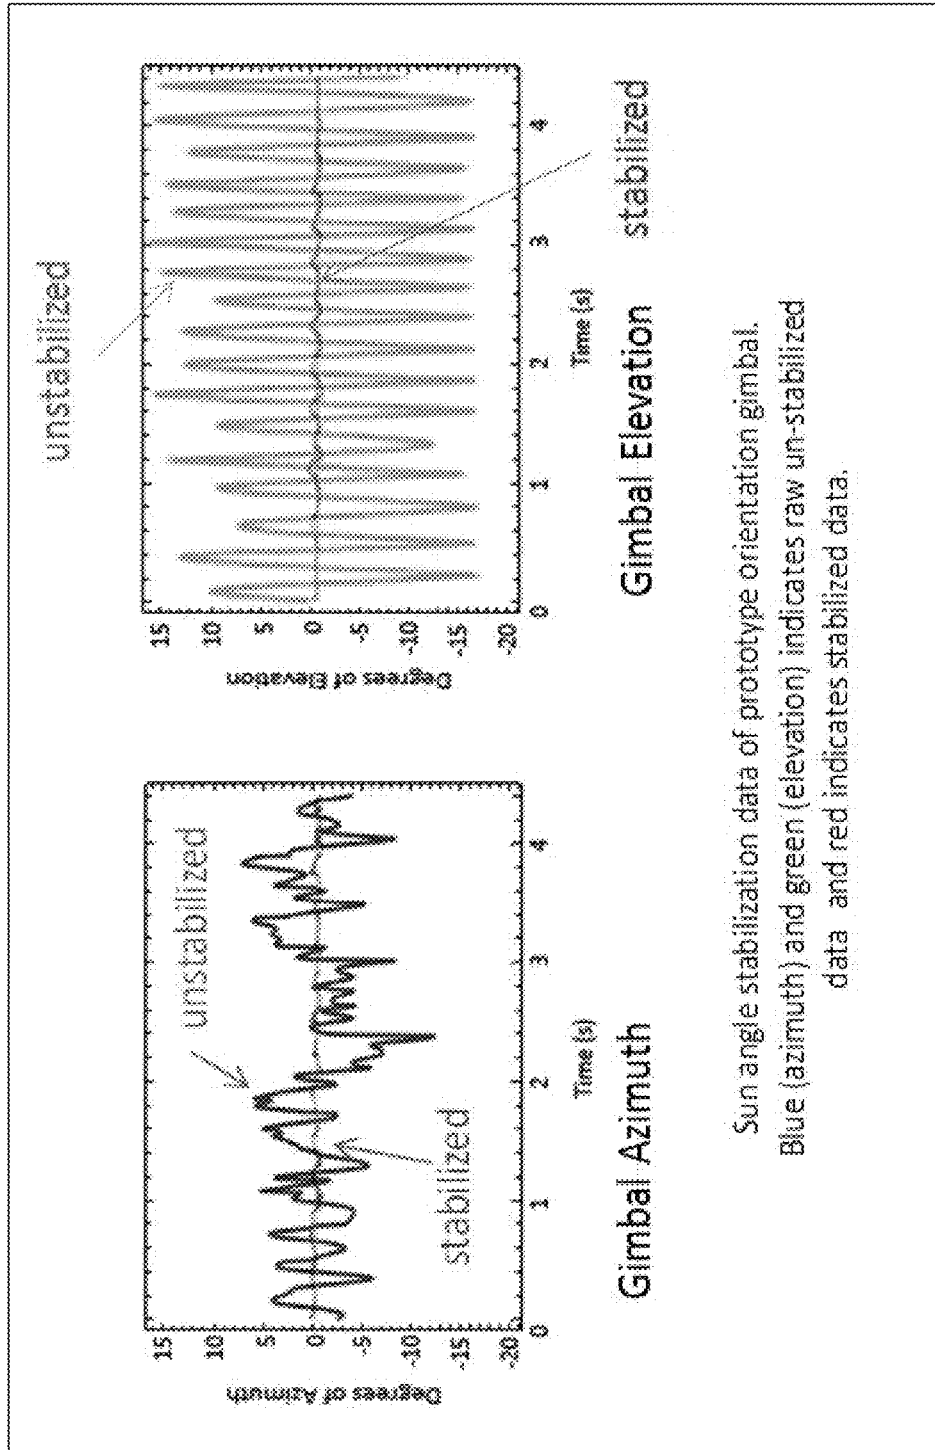 unstabilized
stabilized
Degrees of Azimuth
15
10
5
0
-5
-10
-15
-20
0
1
2
3
4
Time (s)
Gimbal Azimuth
unstabilized
stabilized
Degrees of Elevation
15
10
5
0
-5
-10
-15
-20
0
1
2
3
4
Time (s)
Gimbal Elevation
Sun angle stabilization data of prototype orientation gimbal.
Blue (azimuth) and green (elevation) indicates raw un-stabilized
data and red indicates stabilized data.